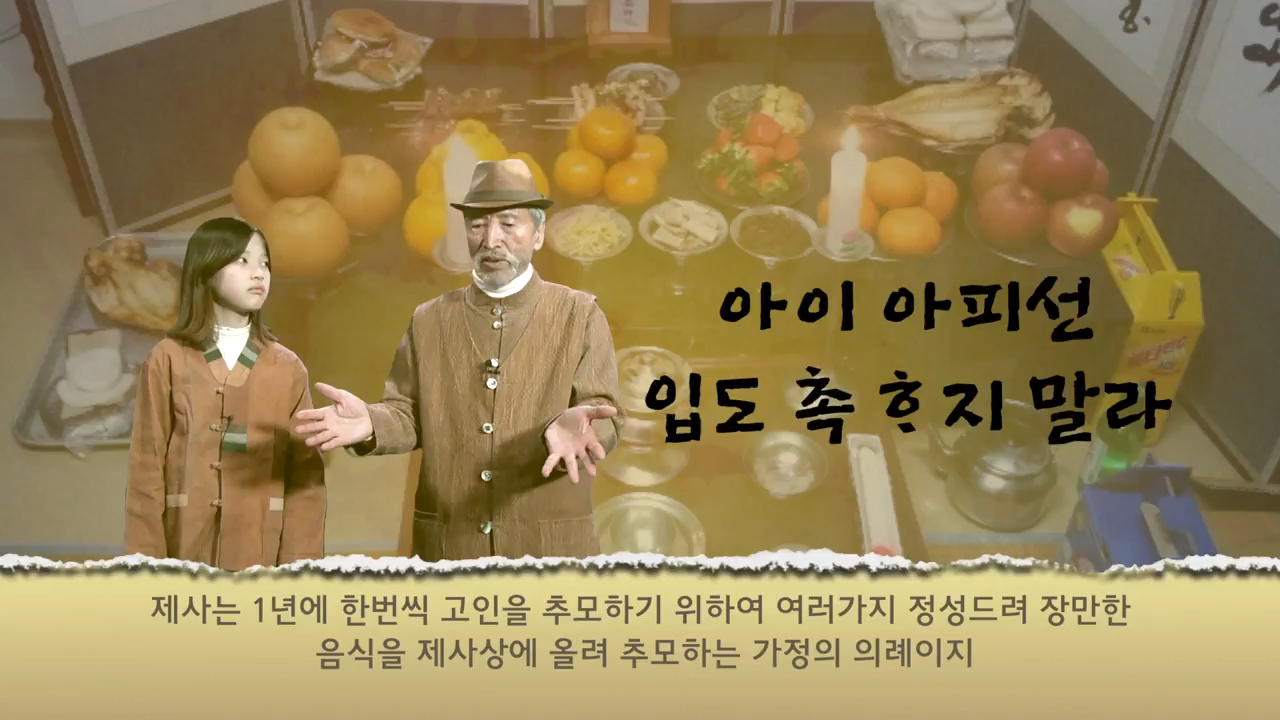 아이 아피선
입도 촉 ᄒᆞ지 말라
제사는 1년에 한번씩 고인을 추모하기 위하여 여러가지 정성드려 장만한
음식을 제사상에 올려 추모하는 가정의 의례이지